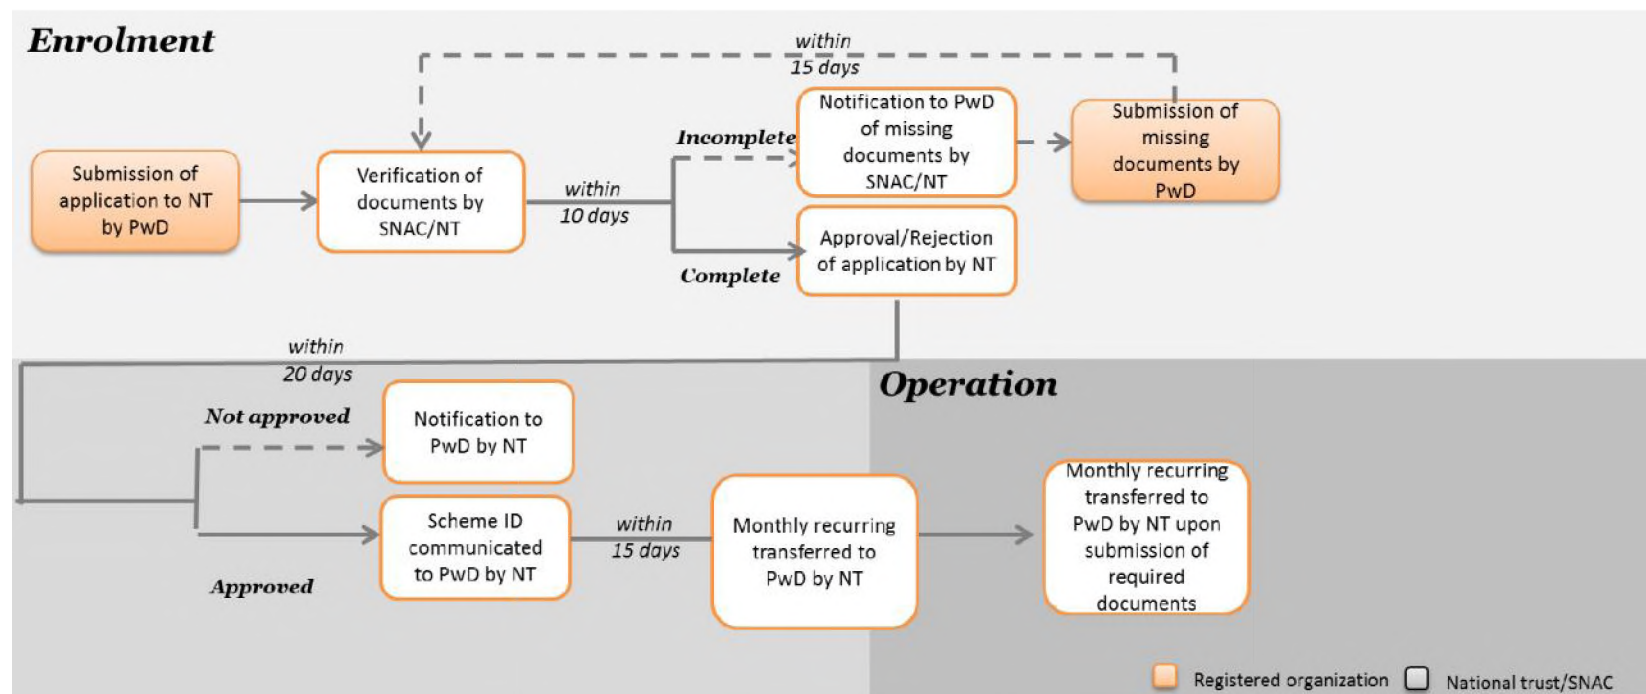 Enrolment
within
15 days
Submission of
application to NT
by PwD
Verification of
documents by
SNAC/NT
within
10 days
Incomplete
Notification to PwD
of missing
documents by
SNAC/NT
Submission of
missing
documents by
PwD
Complete
Approval/Rejection
of application by NT
within
20 days
Not approved
Notification to
PwD by NT
Approved
Scheme ID
communicated
to PwD by NT
within
15 days
Monthly recurring
transferred to
PwD by NT
Operation
Monthly recurring
transferred to
PwD by NT upon
submission of
required
documents
Registered organization
National trust/SNAC